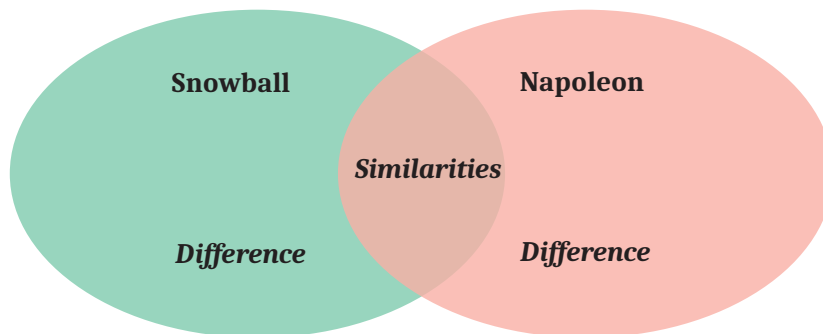 Snowball
Napoleon
Similarities
Difference
Difference